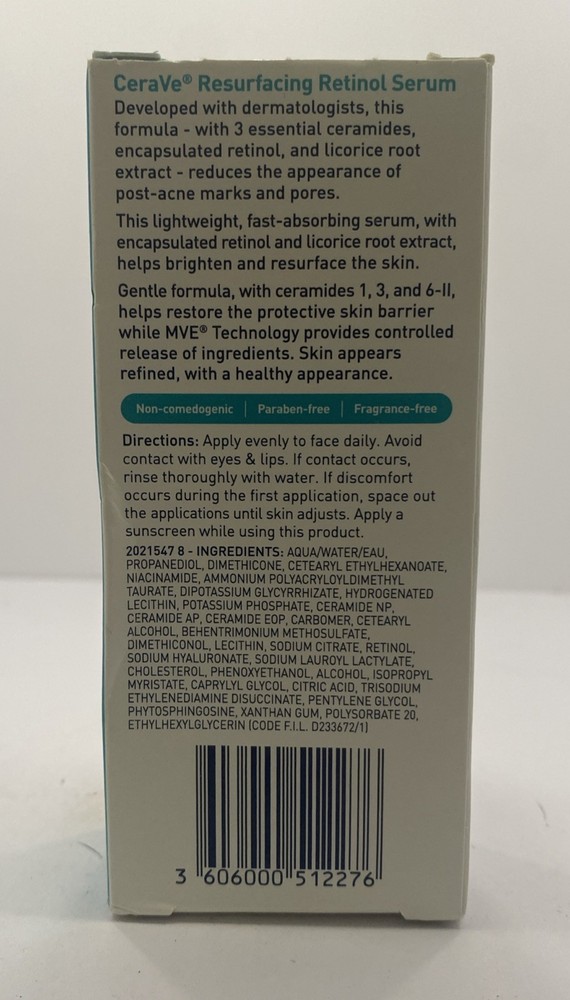 CeraVe® Resurfacing Retinol Serum
Developed with dermatologists, this
formula - with 3 essential ceramides,
encapsulated retinol, and licorice root
extract - reduces the appearance of
post-acne marks and pores.
This lightweight, fast-absorbing serum, with
encapsulated retinol and licorice root extract,
helps brighten and resurface the skin.
Gentle formula, with ceramides 1, 3, and 6-II,
helps restore the protective skin barrier
while MVE® Technology provides controlled
release of ingredients. Skin appears
refined, with a healthy appearance.
Non-comedogenic | Paraben-free | Fragrance-free
Directions: Apply evenly to face daily. Avoid
contact with eyes & lips. If contact occurs,
rinse thoroughly with water. If discomfort
occurs during the first application, space out
the applications until skin adjusts. Apply a
sunscreen while using this product.
2021547 8 - INGREDIENTS: AQUA/WATER/EAU,
PROPANEDIOL, DIMETHICONE, CETEARYL ETHYLHEXANOATE,
NIACINAMIDE, AMMONIUM POLYACRYLOYLDIMETHYL
TAURATE, DIPOTASSIUM GLYCYRRHIZATE, HYDROGENATED
LECITHIN, POTASSIUM PHOSPHATE, CERAMIDE NP,
CERAMIDE AP, CERAMIDE EOP, CARBOMER, CETEARYL
ALCOHOL, BEHENTRIMONIUM METHOSULFATE,
DIMETHICONOL, LECITHIN, SODIUM CITRATE, RETINOL,
SODIUM HYALURONATE, SODIUM LAUROYL LACTYLATE,
CHOLESTEROL, PHENOXYETHANOL, ALCOHOL, ISOPROPYL
MYRISTATE, CAPRYLYL GLYCOL, CITRIC ACID, TRISODIUM
ETHYLENEDIAMINE DISUCCINATE, PENTYLENE GLYCOL,
PHYTOSPHINGOSINE, XANTHAN GUM, POLYSORBATE 20,
ETHYLHEXYLGLYCERIN (CODE F.I.L. D233672/1)
3 606000 512276